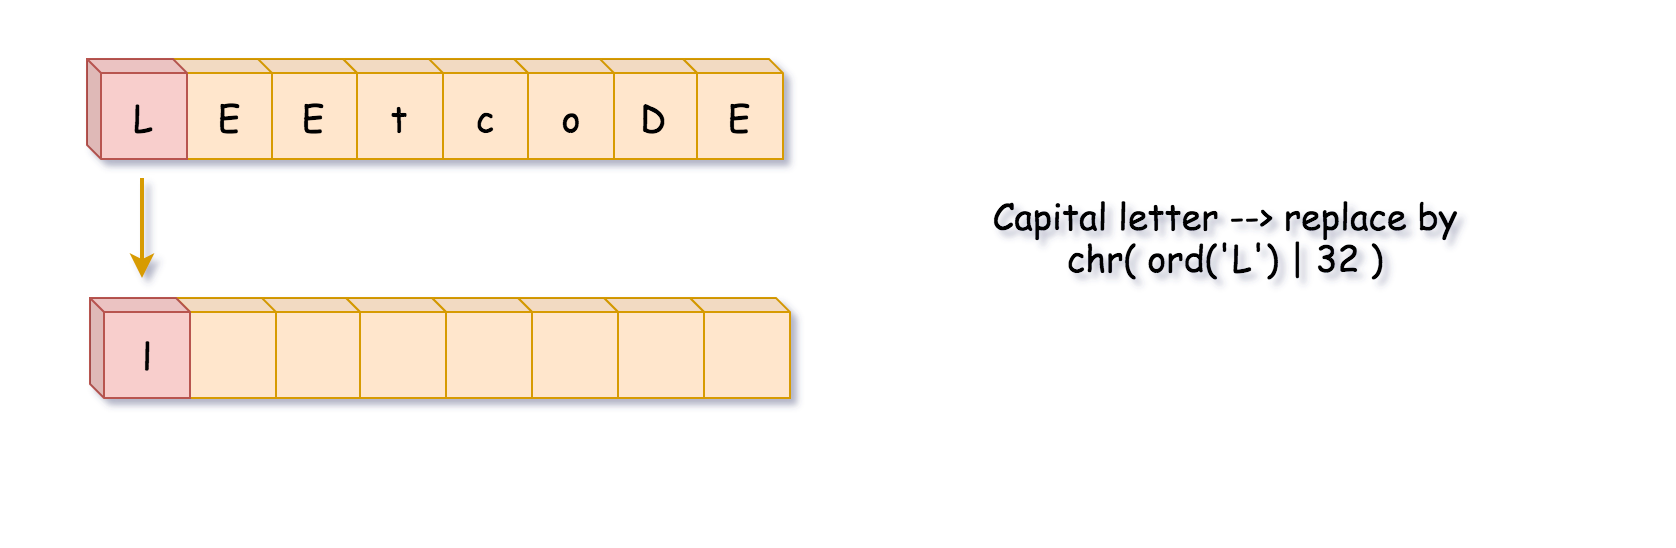 L E E t c o D E
Capital letter --> replace by
chr( ord('L') | 32 )
l